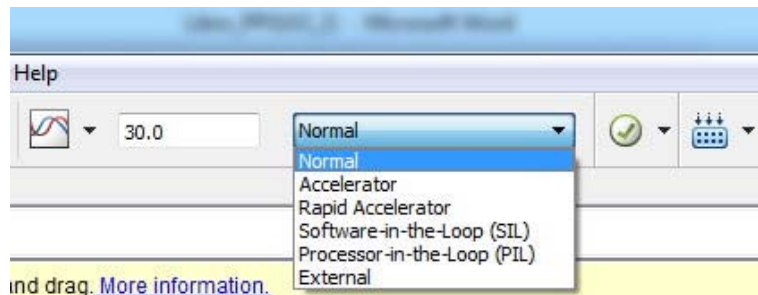 Help
30.0
Normal
Normal
Accelerator
Rapid Accelerator
Software-in-the-Loop (SIL)
Processor-in-the-Loop (PIL)
External
and drag. More information.